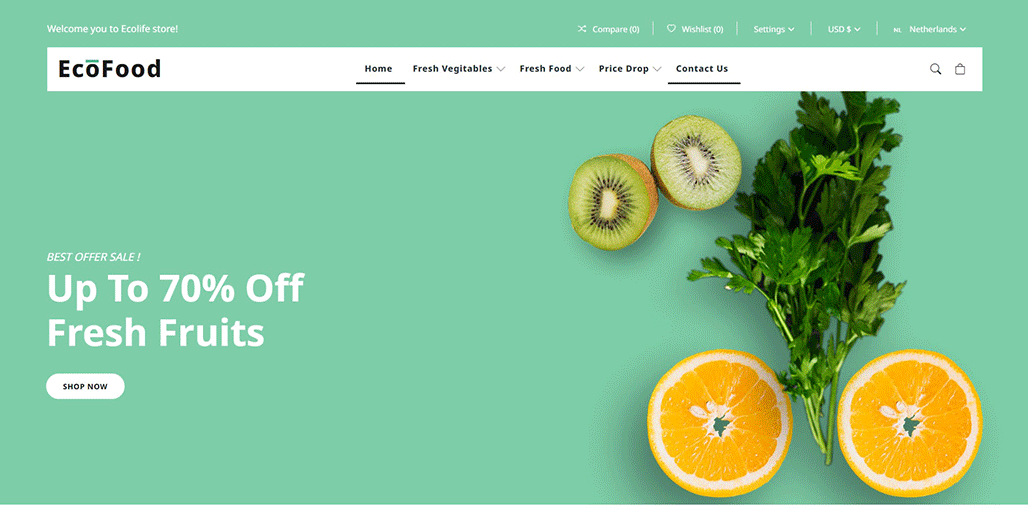 Welcome you to Ecolife store!
Compare (0)
Wishlist (0)
Settings
USD $
NL Netherlands
EcoFood
Home
Fresh Vegitables
Fresh Food
Price Drop
Contact Us
BEST OFFER SALE !
Up To 70% Off
Fresh Fruits
SHOP NOW